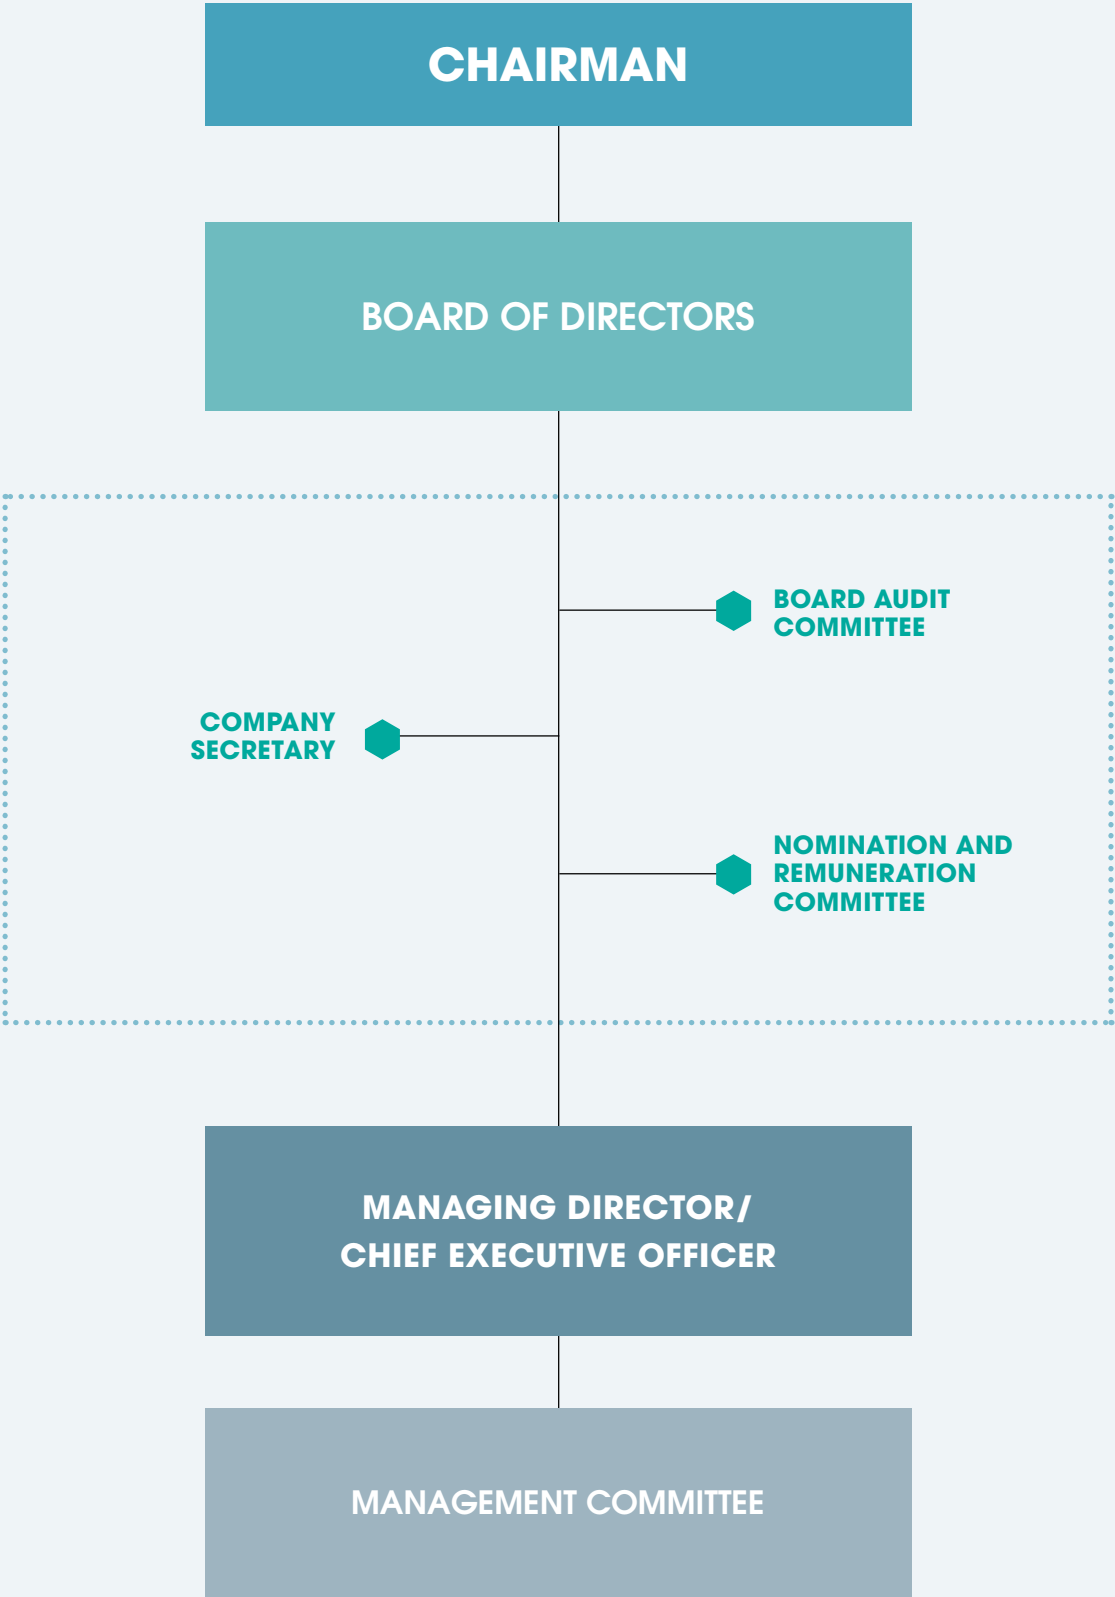 CHAIRMAN
BOARD OF DIRECTORS
BOARD AUDIT
COMMITTEE
COMPANY
SECRETARY
NOMINATION AND
REMUNERATION
COMMITTEE
MANAGING DIRECTOR/
CHIEF EXECUTIVE OFFICER
MANAGEMENT COMMITTEE